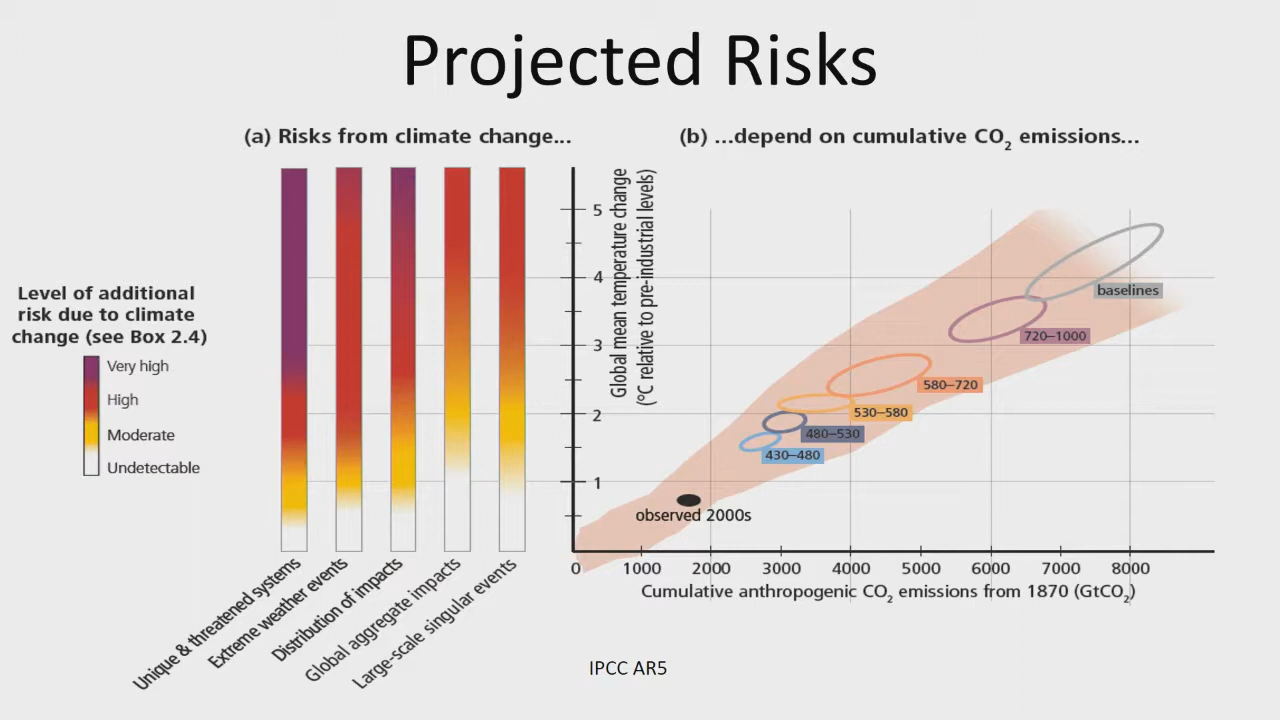 Projected Risks
(a) Risks from climate change...
(b) ...depend on cumulative CO₂ emissions...
Level of additional
risk due to climate
change (see Box 2.4)
Very high
High
Moderate
Undetectable
Unique & threatened systems
Extreme weather events
Distribution of impacts
Global aggregate impacts
Large-scale singular events
Global mean temperature change
(°C relative to pre-industrial levels)
5
4
3
2
1
baselines
720–1000
580–720
530–580
480–530
430–480
observed 2000s
0 1000 2000 3000 4000 5000 6000 7000 8000
Cumulative anthropogenic CO₂ emissions from 1870 (GtCO₂)
IPCC AR5